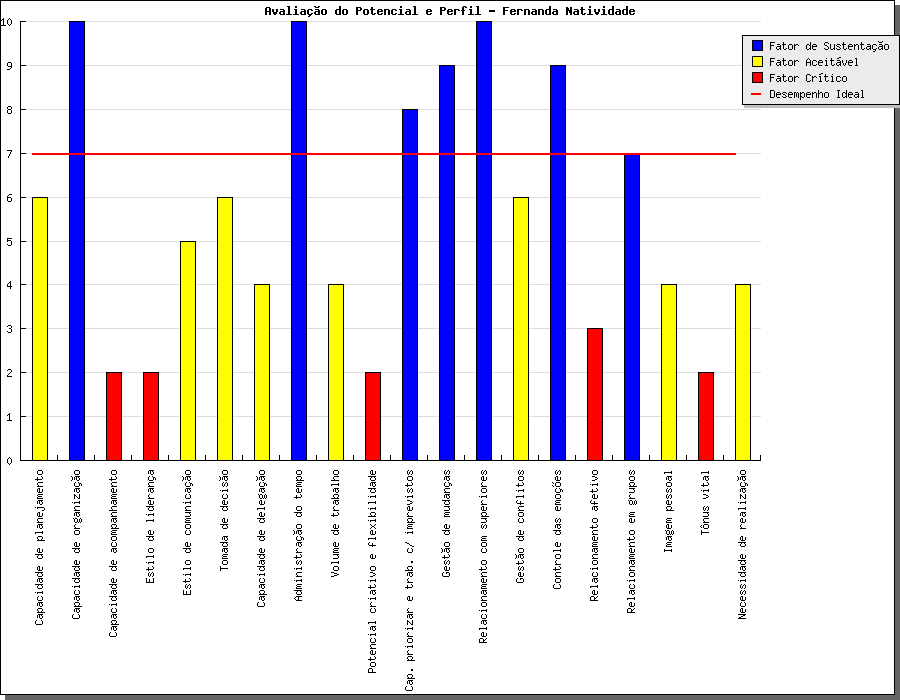 Avaliação do Potencial e Perfil - Fernanda Natividade
Fator de Sustentação
Fator Aceitável
Fator Crítico
Desempenho Ideal
10
9
8
7
6
5
4
3
2
1
0
Capacidade de planejamento
Capacidade de organização
Capacidade de acompanhamento
Estilo de liderança
Estilo de comunicação
Tomada de decisão
Capacidade de delegação
Administração do tempo
Volume de trabalho
Potencial criativo e flexibilidade
Cap. priorizar e trab. c/ imprevistos
Gestão de mudanças
Relacionamento com superiores
Gestão de conflitos
Controle das emoções
Relacionamento afetivo
Relacionamento em grupos
Imagem pessoal
Tônus vital
Necessidade de realização